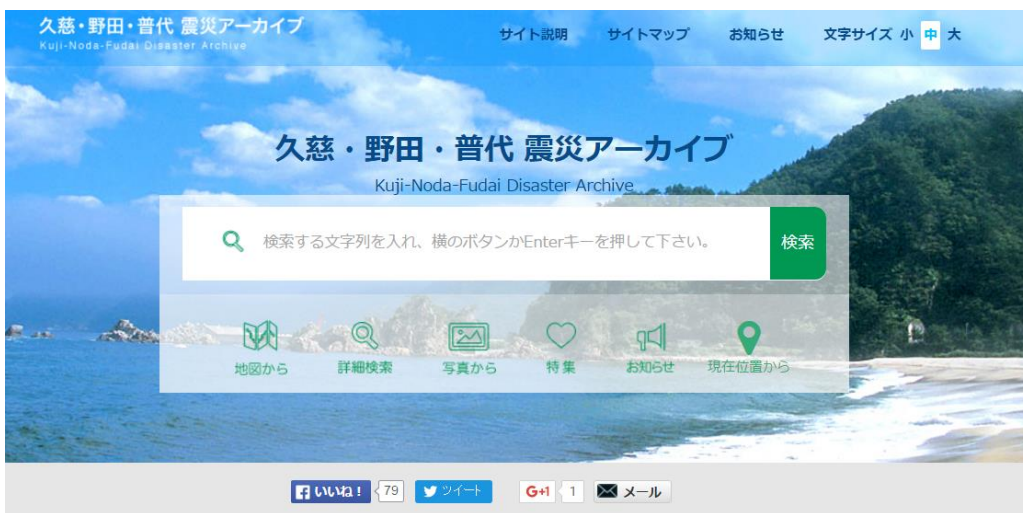 久慈・野田・普代 震災アーカイブ
Kuji-Noda-Fudai Disaster Archive
サイト説明 サイトマップ お知らせ 文字サイズ 小 中 大
久慈・野田・普代 震災アーカイブ
Kuji-Noda-Fudai Disaster Archive
検索する文字列を入れ、横のボタンかEnterキーを押して下さい。 検索
地図から 詳細検索 写真から 特集 お知らせ 現在位置から
いいね! 79 ツイート G+1 1 メール